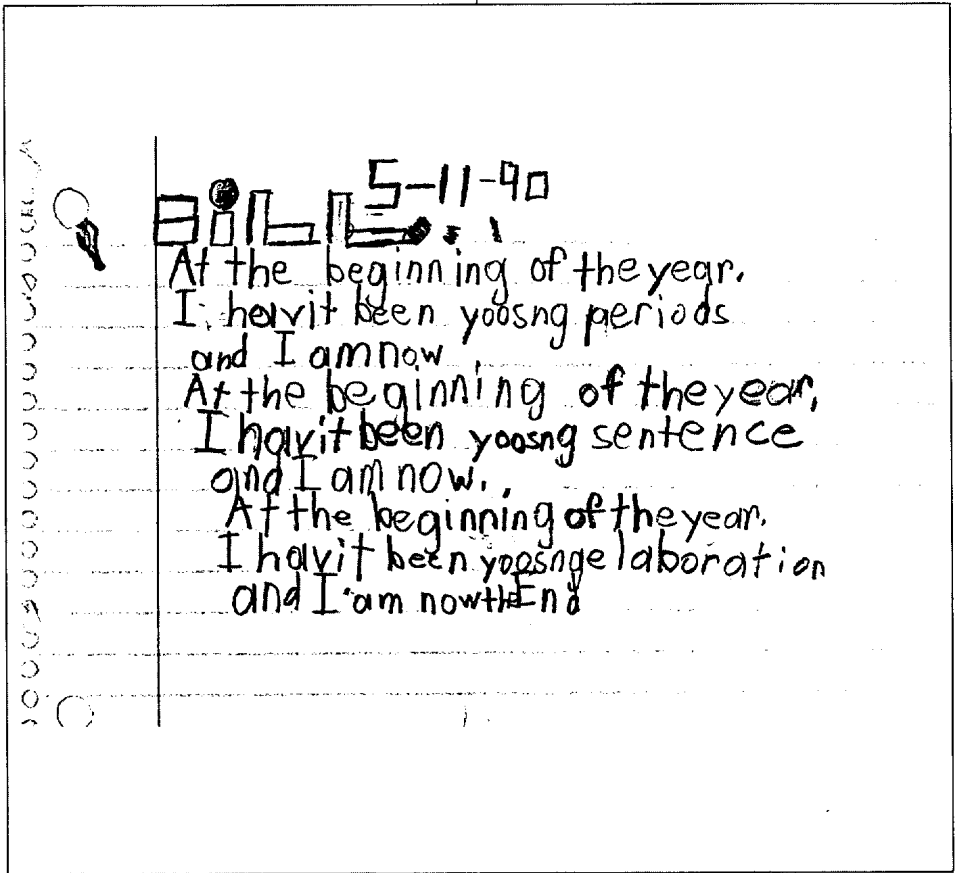 BiLL 5-11-90
At the beginning of the year.
I havit been yoosng periods
and I am now.
At the beginning of the year,
I havit been yoosng sentence
and I am now..
At the beginning of the year.
I havit been yoosng elaboration
and I am now the End